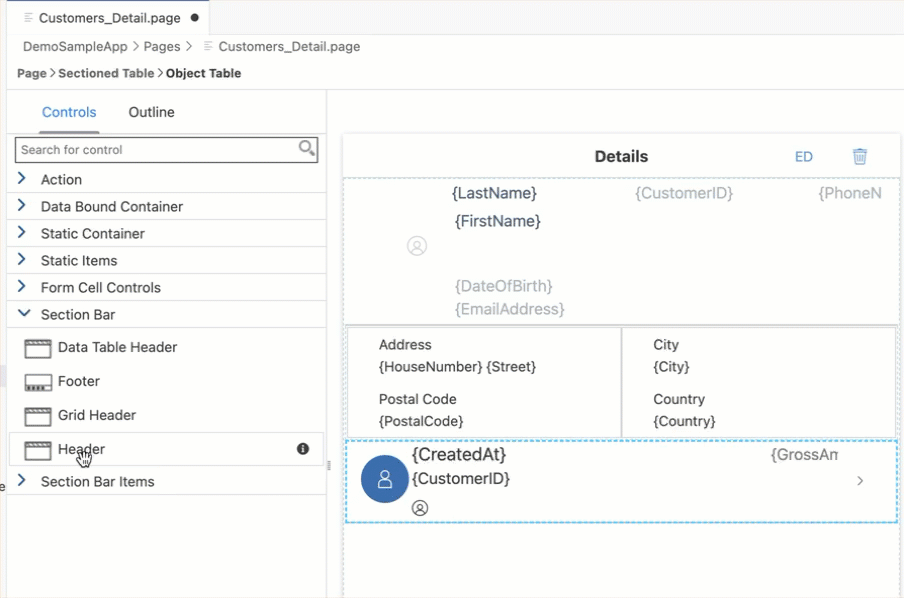 Customers_Detail.page
DemoSampleApp > Pages > Customers_Detail.page
Page > Sectioned Table > Object Table
Controls
Outline
Search for control
Action
Data Bound Container
Static Container
Static Items
Form Cell Controls
Section Bar
Data Table Header
Footer
Grid Header
Header
Section Bar Items
Details
ED
{LastName}
{CustomerID}
{PhoneN
{FirstName}
{DateOfBirth}
{EmailAddress}
Address
{HouseNumber} {Street}
City
{City}
Postal Code
{PostalCode}
Country
{Country}
{CreatedAt}
{GrossAm
{CustomerID}